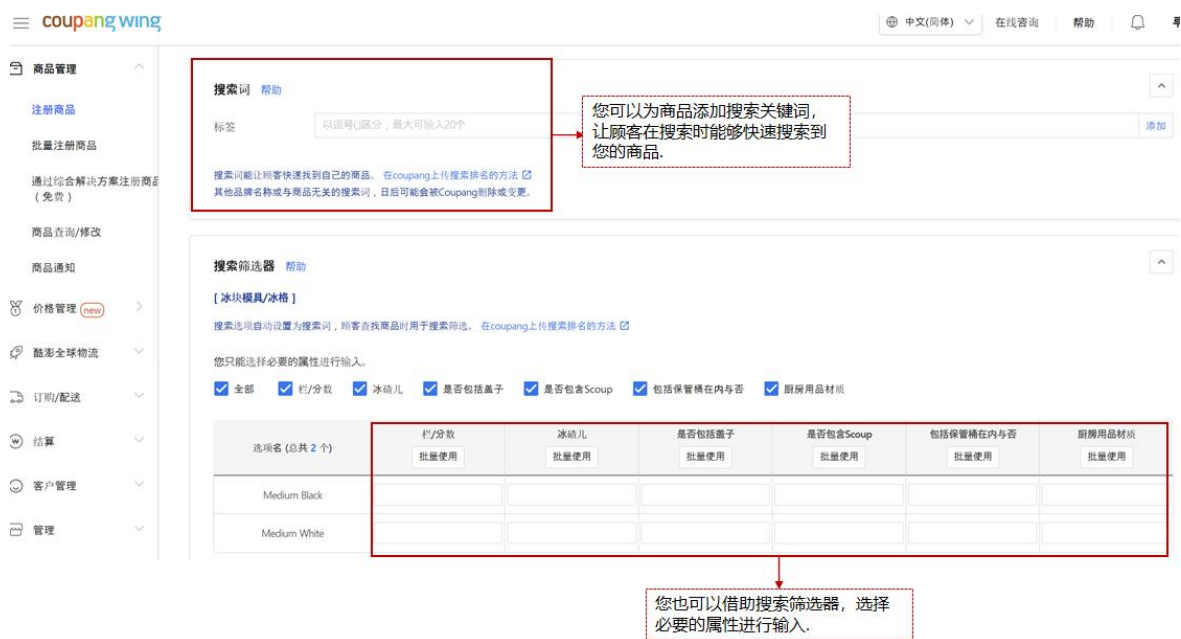 coupang wing
中文(简体)
在线咨询
帮助
商品管理
注册商品
批量注册商品
通过综合解决方案注册商品
(免费)
商品查询/修改
商品通知
价格管理 new
酷澎全球物流
订购/配送
结算
客户管理
管理
搜索词 帮助
标签
以逗号()区分，最大可输入20个
添加
搜索词能让顾客快速找到自己的商品。 在coupang上传搜索排名的方法
其他品牌名称或与商品无关的搜索词，日后可能会被Coupang删除或变更。
您可以为商品添加搜索关键词，
让顾客在搜索时能够快速搜索到
您的商品.
搜索筛选器 帮助
[ 冰块模具/冰格 ]
搜索选项自动设置为搜索词，顾客查找商品时用于搜索筛选。 在coupang上传搜索排名的方法
您只能选择必要的属性进行输入。
全部 栏/分数 冰碴儿 是否包括盖子 是否包含Scoup 包括保管桶在内与否 厨房用品材质
选项名 (总共 2 个)
栏/分数 冰碴儿 是否包括盖子 是否包含Scoup 包括保管桶在内与否 厨房用品材质
批量使用 批量使用 批量使用 批量使用 批量使用 批量使用
Medium Black
Medium White
您也可以借助搜索筛选器，选择
必要的属性进行输入.